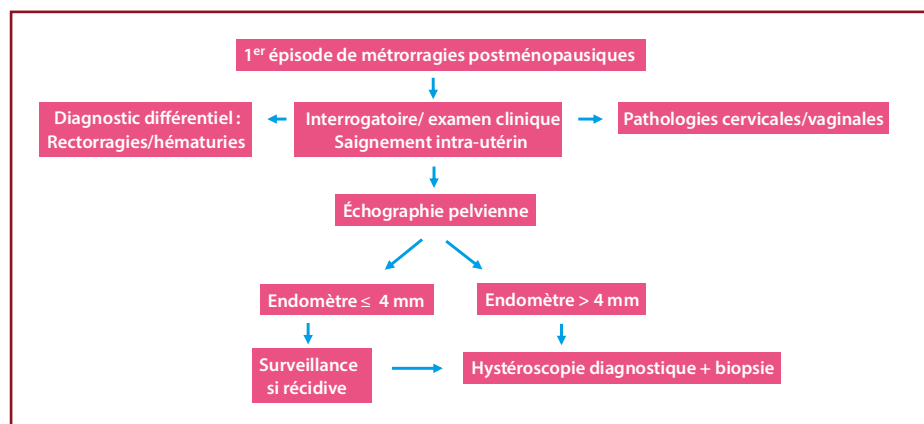 1er épisode de métrorragies postménopausiques
Diagnostic différentiel :
Rectorragies/hématuries
Interrogatoire/ examen clinique
Saignement intra-utérin
Pathologies cervicales/vaginales
Échographie pelvienne
Endomètre ≤ 4 mm
Endomètre > 4 mm
Surveillance
si récidive
Hystéroscopie diagnostique + biopsie